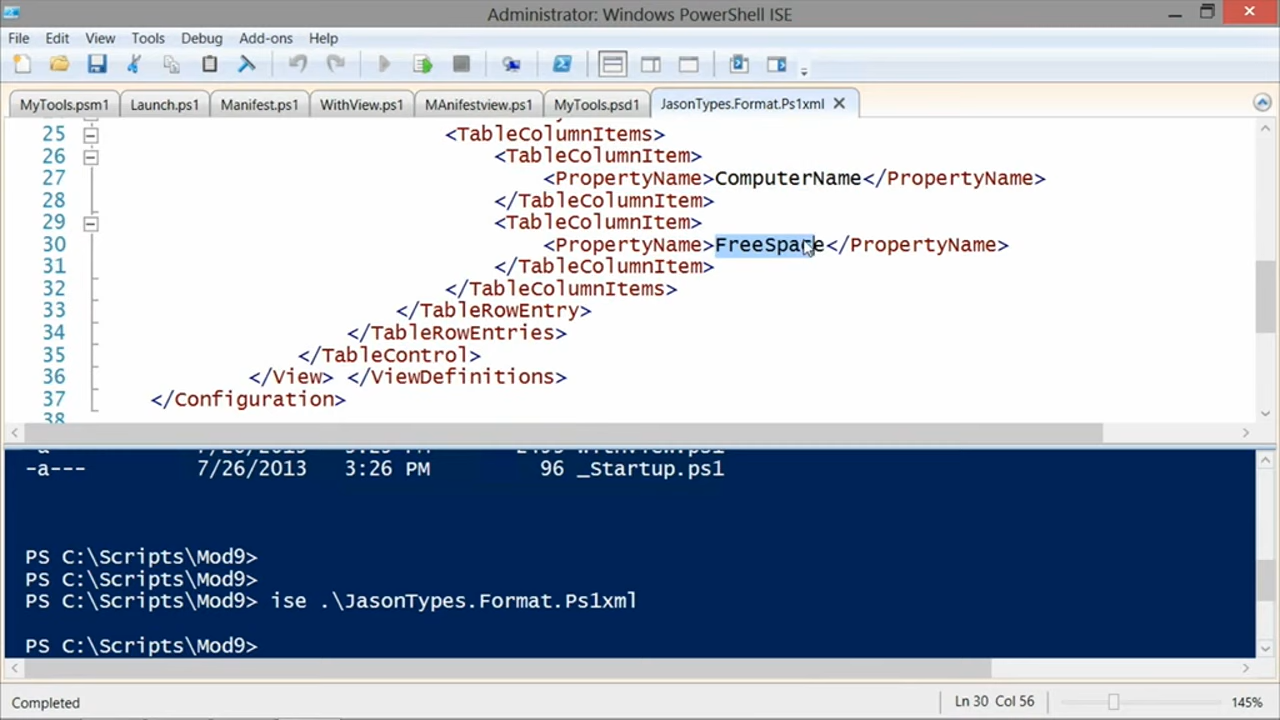 Administrator: Windows PowerShell ISE
File Edit View Tools Debug Add-ons Help
MyTools.psm1 Launch.ps1 Manifest.ps1 WithView.ps1 MAnifestview.ps1 MyTools.psd1 JasonTypes.Format.Ps1xml
25 <TableColumnItems>
26 <TableColumnItem>
27 <PropertyName>ComputerName</PropertyName>
28 </TableColumnItem>
29 <TableColumnItem>
30 <PropertyName>FreeSpace</PropertyName>
31 </TableColumnItem>
32 </TableColumnItems>
33 </TableRowEntry>
34 </TableRowEntries>
35 </TableControl>
36 </View> </ViewDefinitions>
37 </Configuration>
38
-a--- 7/26/2013 3:26 PM 96 _Startup.ps1
PS C:\Scripts\Mod9>
PS C:\Scripts\Mod9>
PS C:\Scripts\Mod9> ise .\JasonTypes.Format.Ps1xml
PS C:\Scripts\Mod9>
Completed Ln 30 Col 56 145%